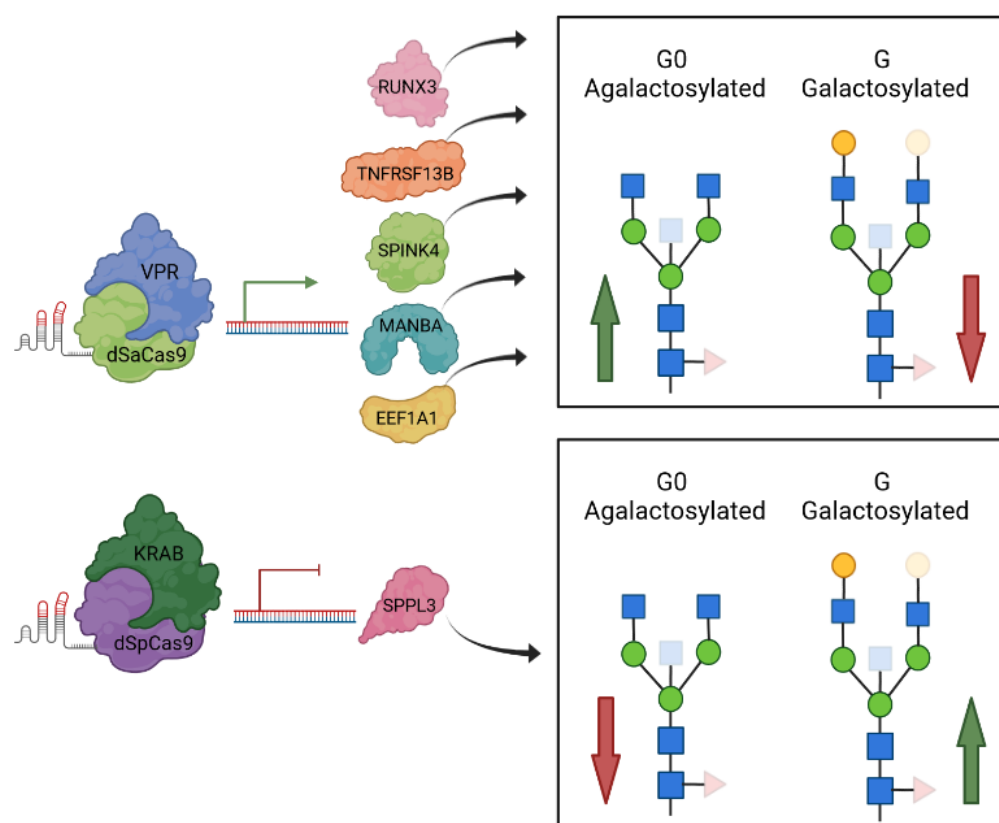 RUNX3
TNFRSF13B
SPINK4
MANBA
EEF1A1
VPR
dSaCas9
G0
Agalactosylated
G
Galactosylated
KRAB
dSpCas9
SPPL3
G0
Agalactosylated
G
Galactosylated